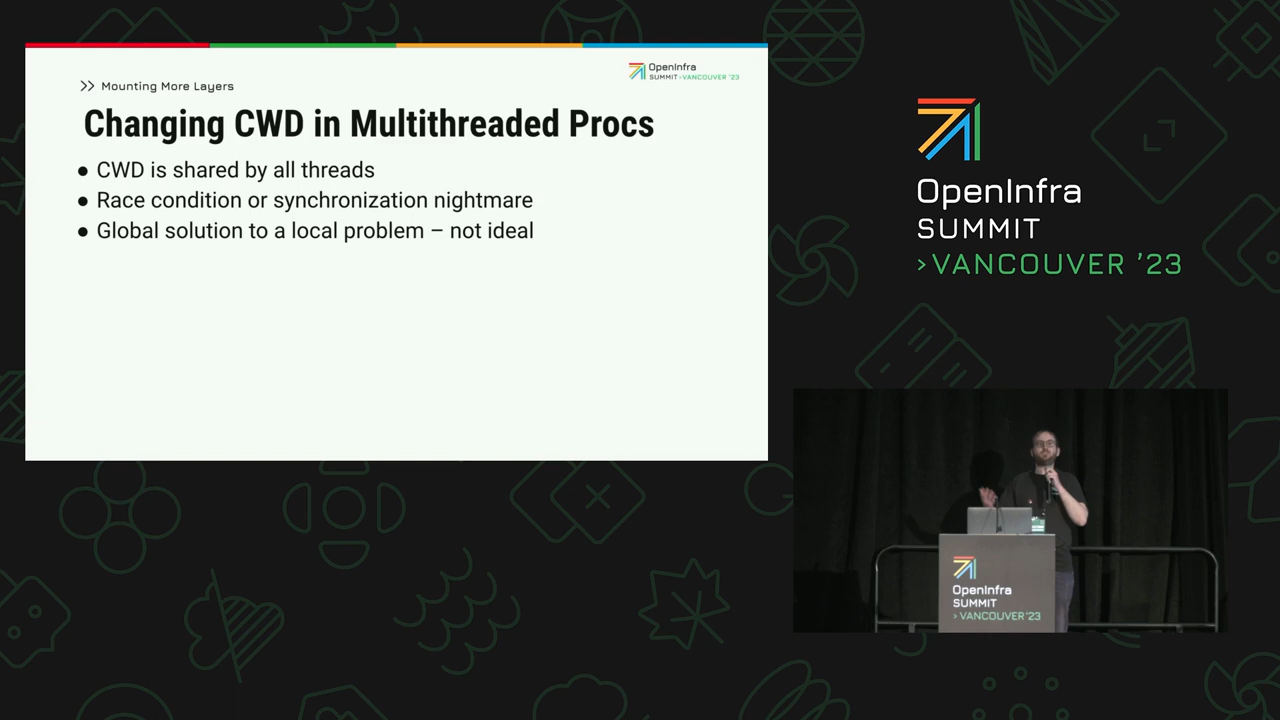 >> Mounting More Layers
OpenInfra
SUMMIT >VANCOUVER '23
Changing CWD in Multithreaded Procs
● CWD is shared by all threads
● Race condition or synchronization nightmare
● Global solution to a local problem – not ideal
OpenInfra
SUMMIT
>VANCOUVER '23
OpenInfra
SUMMIT
>VANCOUVER'23